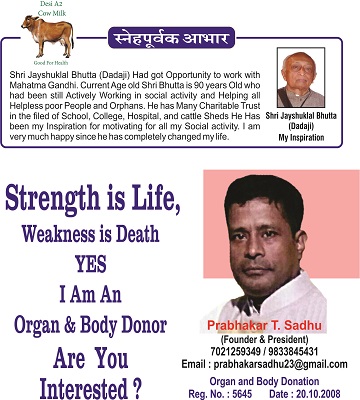 Desi A2
Cow Milk
Good For Health
स्नेहपूर्वक आभार
Shri Jayshuklal Bhutta (Dadaji) Had got Opportunity to work with
Mahatma Gandhi. Current Age old Shri Bhutta is 90 years Old who
had been still Actively Working in social activity and Helping all
Helpless poor People and Orphans. He has Many Charitable Trust
in the filed of School, College, Hospital, and cattle Sheds He Has
been my Inspiration for motivating for all my Social activity. I am
very much happy since he has completely changed my life.
Shri Jayshuklal Bhutta
(Dadaji)
My Inspiration
Strength is Life,
Weakness is Death
YES
I Am An
Organ & Body Donor
Are You
Interested ?
Prabhakar T. Sadhu
(Founder & President)
7021259349 / 9833845431
Email : prabhakarsadhu23@gmail.com
Organ and Body Donation
Reg. No. : 5645 Date : 20.10.2008